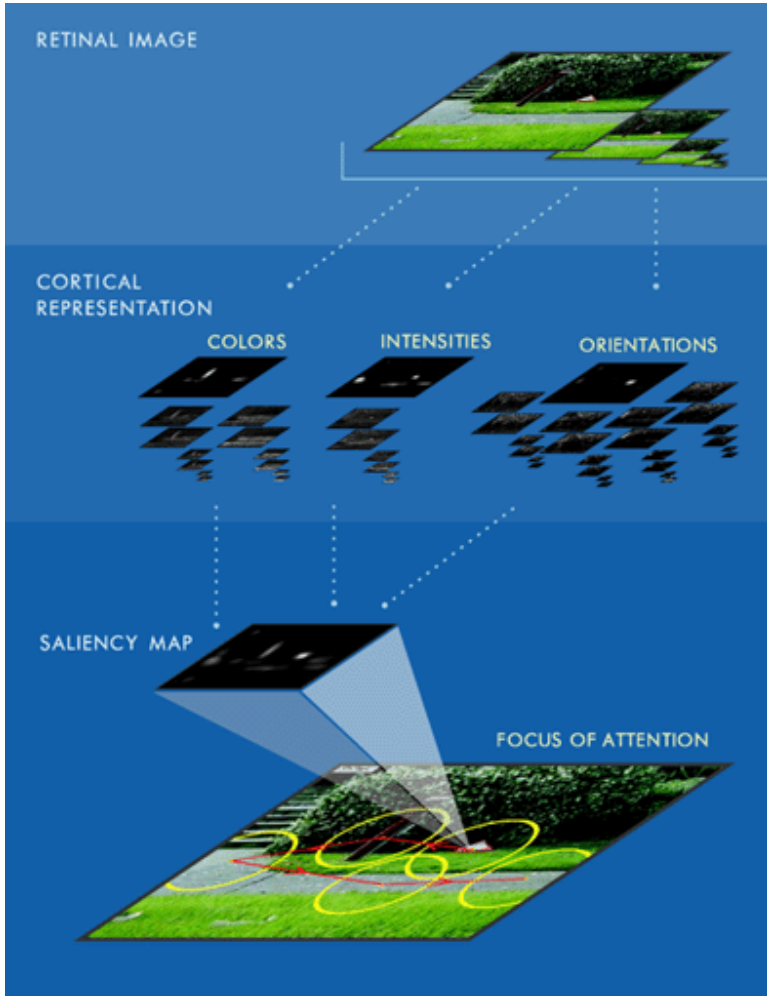 RETINAL IMAGE
CORTICAL
REPRESENTATION
COLORS
INTENSITIES
ORIENTATIONS
SALIENCY MAP
FOCUS OF ATTENTION